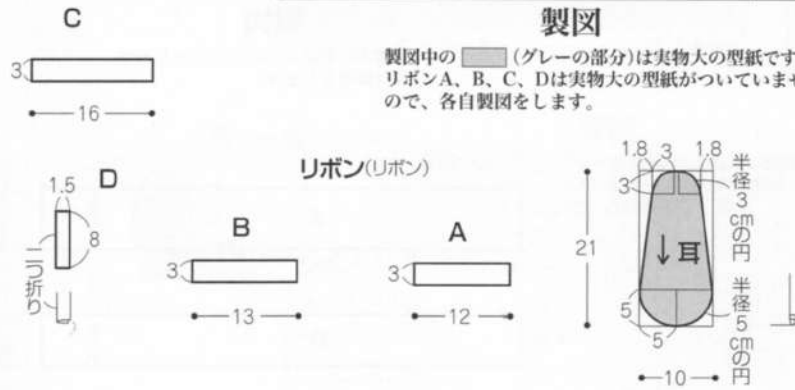 製図
製図中の (グレーの部分)は実物大の型紙です
リボンA、B、C、Dは実物大の型紙がついていませ
ので、各自製図をします。
C
3
16
D
1.5
8
二つ折り
リボン(リボン)
B
3
13
A
3
12
1.8 3 1.8
3
21
耳
5
5
10
半径3cmの円
半径5cmの円